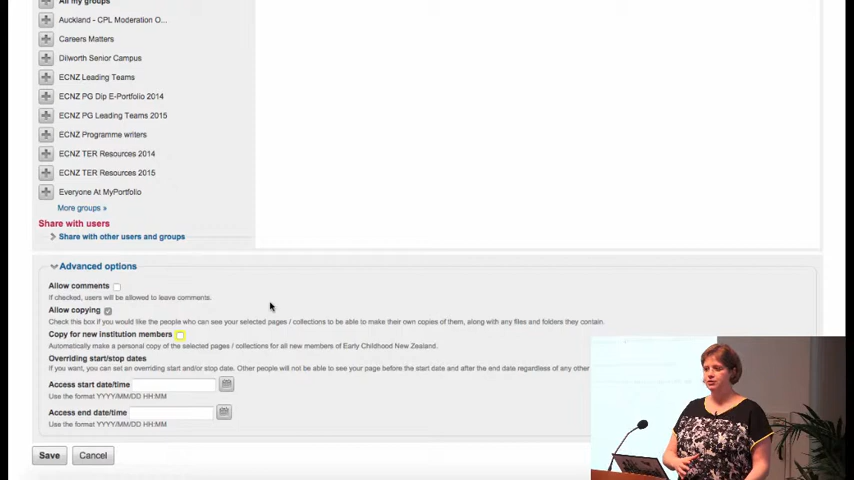 All my groups
Auckland - CPL Moderation O...
Careers Matters
Dilworth Senior Campus
ECNZ Leading Teams
ECNZ PG Dip E-Portfolio 2014
ECNZ PG Leading Teams 2015
ECNZ Programme writers
ECNZ TER Resources 2014
ECNZ TER Resources 2015
Everyone At MyPortfolio
More groups »
Share with users
Share with other users and groups
Advanced options
Allow comments
If checked, users will be allowed to leave comments.
Allow copying
Check this box if you would like the people who can see your selected pages / collections to be able to make their own copies of them, along with any files and folders they contain.
Copy for new institution members
Automatically make a personal copy of the selected pages / collections for all new members of Early Childhood New Zealand.
Overriding start/stop dates
If you want, you can set an overriding start and/or stop date. Other people will not be able to see your page before the start date and after the end date regardless of any other
Access start date/time
Use the format YYYY/MM/DD HH:MM
Access end date/time
Use the format YYYY/MM/DD HH:MM
Save Cancel